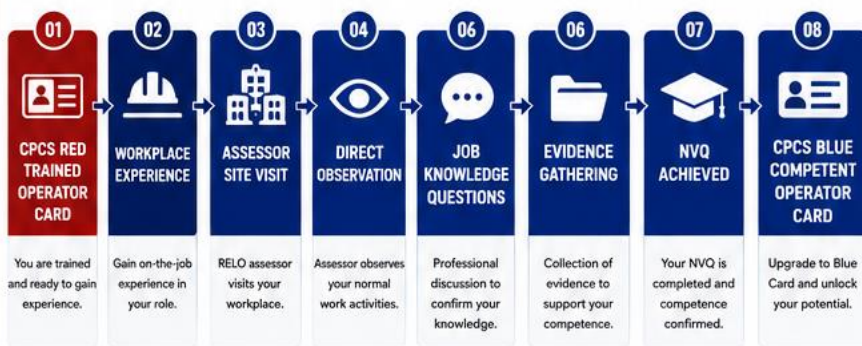 01
CPCS RED
TRAINED
OPERATOR
CARD
You are trained
and ready to gain
experience.
02
WORKPLACE
EXPERIENCE
Gain on-the-job
experience in
your role.
03
ASSESSOR
SITE VISIT
RELO assessor
visits your
workplace.
04
DIRECT
OBSERVATION
Assessor observes
your normal
work activities.
06
JOB
KNOWLEDGE
QUESTIONS
Professional
discussion to
confirm your
knowledge.
06
EVIDENCE
GATHERING
Collection of
evidence to
support your
competence.
07
NVQ
ACHIEVED
Your NVQ is
completed and
competence
confirmed.
08
CPCS BLUE
COMPETENT
OPERATOR
CARD
Upgrade to Blue
Card and unlock
your potential.